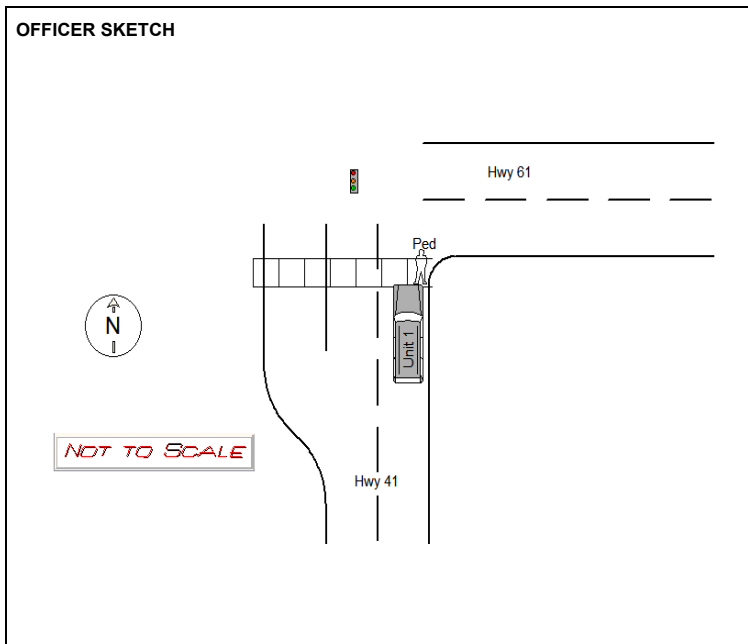 OFFICER SKETCH
Hwy 61
Ped
N
Unit 1
NOT TO SCALE
Hwy 41